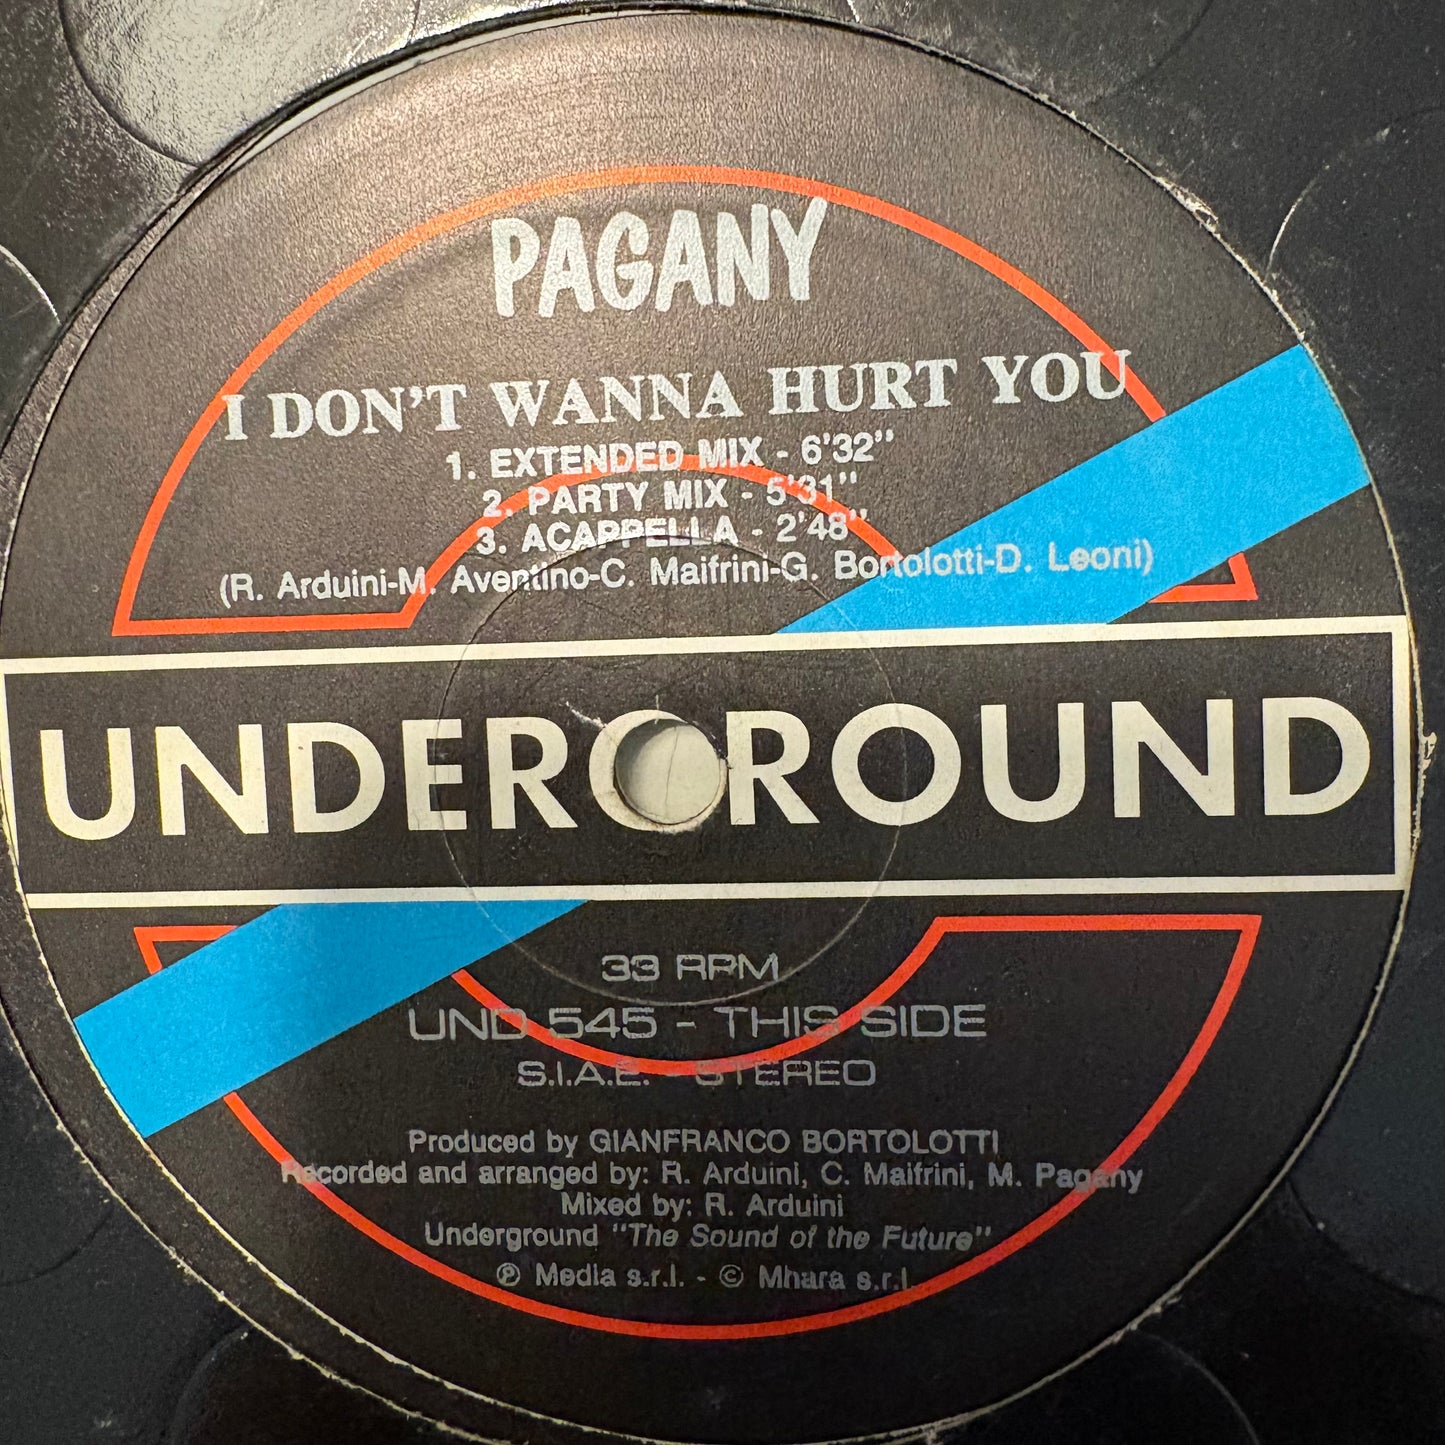 PAGANY
I DON'T WANNA HURT YOU
1. EXTENDED MIX - 6'32"
2. PARTY MIX - 5'31"
3. ACAPPELLA - 2'48"
(R. Arduini-M. Aventino-C. Maifrini-G. Bortolotti-D. Leoni)
UNDERGROUND
33 RPM
UND 545 - THIS SIDE
S.I.A.E. - STEREO
Produced by GIANFRANCO BORTOLOTTI
Recorded and arranged by: R. Arduini, C. Maifrini, M. Pagany
Mixed by: R. Arduini
Underground "The Sound of the Future"
℗ Media s.r.l. - © Mhara s.r.l.